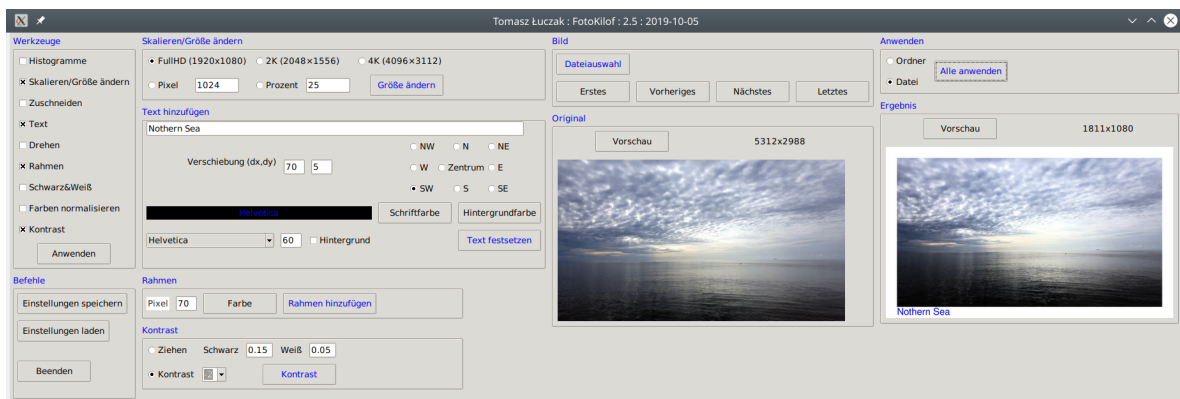 Tomasz Łuczak : FotoKilof : 2.5 : 2019-10-05
Werkzeuge
Histogramme
Skalieren/Größe ändern
Zuschneiden
Text
Drehen
Rahmen
Schwarz&Weiß
Farben normalisieren
Kontrast
Anwenden
Befehle
Einstellungen speichern
Einstellungen laden
Beenden
Skalieren/Größe ändern
FullHD (1920x1080) 2K (2048×1556) 4K (4096×3112)
Pixel 1024 Prozent 25 Größe ändern
Text hinzufügen
Nothern Sea
NW N NE
Verschiebung (dx,dy) 70 5
W Zentrum E
SW S SE
Helvetica Schriftfarbe Hintergrundfarbe
Helvetica 60 Hintergrund Text festsetzen
Rahmen
Pixel 70 Farbe Rahmen hinzufügen
Kontrast
Ziehen Schwarz 0.15 Weiß 0.05
Kontrast Kontrast
Bild
Dateiauswahl
Erstes Vorheriges Nächstes Letztes
Original
Vorschau 5312x2988
Anwenden
Ordner
Datei
Alle anwenden
Ergebnis
Vorschau 1811x1080
Nothern Sea